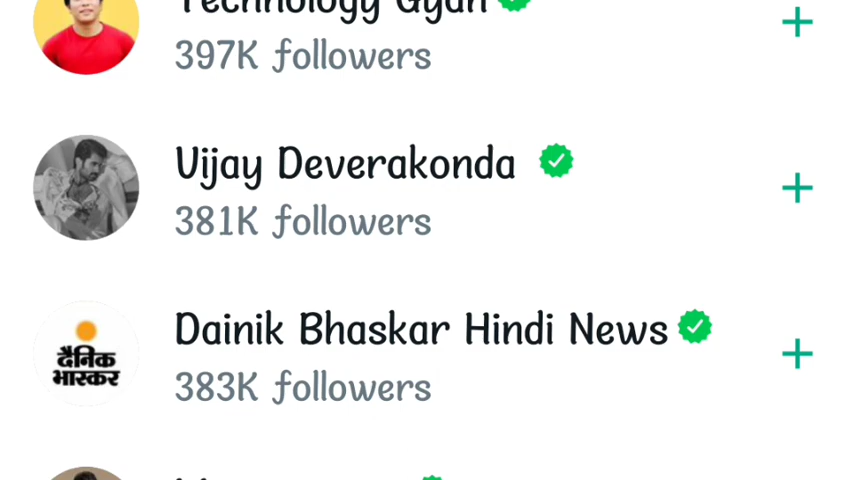 Technology Gyan
397K followers
Vijay Deverakonda
381K followers
Dainik Bhaskar Hindi News
दैनिक
भास्कर
383K followers